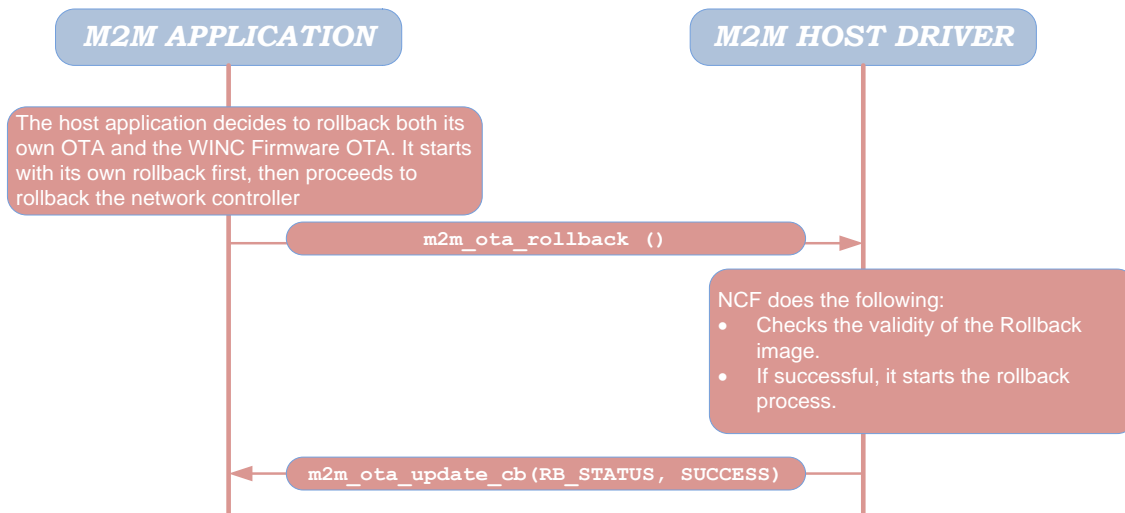 M2M APPLICATION
M2M HOST DRIVER
The host application decides to rollback both its
own OTA and the WINC Firmware OTA. It starts
with its own rollback first, then proceeds to
rollback the network controller
m2m_ota_rollback ()
NCF does the following:
• Checks the validity of the Rollback
image.
• If successful, it starts the rollback
process.
m2m_ota_update_cb(RB_STATUS, SUCCESS)